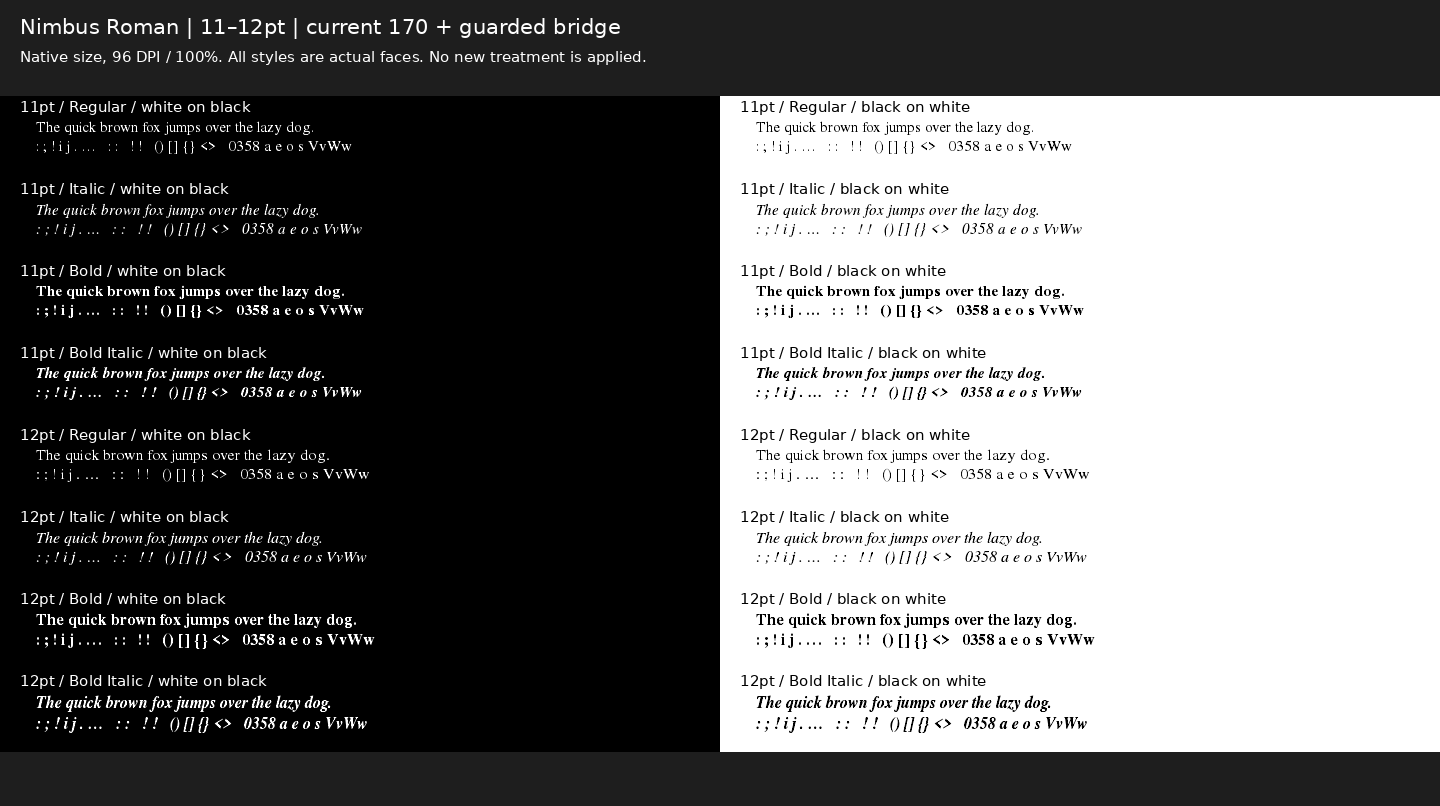 Nimbus Roman | 11–12pt | current 170 + guarded bridge
Native size, 96 DPI / 100%. All styles are actual faces. No new treatment is applied.
11pt / Regular / white on black
The quick brown fox jumps over the lazy dog.
: ; ! i j . … : : ! ! () [] {} <> 0358 a e o s VvWw
11pt / Italic / white on black
The quick brown fox jumps over the lazy dog.
: ; ! i j . … : : ! ! () [] {} <> 0358 a e o s VvWw
11pt / Bold / white on black
The quick brown fox jumps over the lazy dog.
: ; ! i j . … : : ! ! () [] {} <> 0358 a e o s VvWw
11pt / Bold Italic / white on black
The quick brown fox jumps over the lazy dog.
: ; ! i j . … : : ! ! () [] {} <> 0358 a e o s VvWw
12pt / Regular / white on black
The quick brown fox jumps over the lazy dog.
: ; ! i j . … : : ! ! () [] {} <> 0358 a e o s VvWw
12pt / Italic / white on black
The quick brown fox jumps over the lazy dog.
: ; ! i j . … : : ! ! () [] {} <> 0358 a e o s VvWw
12pt / Bold / white on black
The quick brown fox jumps over the lazy dog.
: ; ! i j . … : : ! ! () [] {} <> 0358 a e o s VvWw
12pt / Bold Italic / white on black
The quick brown fox jumps over the lazy dog.
: ; ! i j . … : : ! ! () [] {} <> 0358 a e o s VvWw
11pt / Regular / black on white
The quick brown fox jumps over the lazy dog.
: ; ! i j . … : : ! ! () [] {} <> 0358 a e o s VvWw
11pt / Italic / black on white
The quick brown fox jumps over the lazy dog.
: ; ! i j . … : : ! ! () [] {} <> 0358 a e o s VvWw
11pt / Bold / black on white
The quick brown fox jumps over the lazy dog.
: ; ! i j . … : : ! ! () [] {} <> 0358 a e o s VvWw
11pt / Bold Italic / black on white
The quick brown fox jumps over the lazy dog.
: ; ! i j . … : : ! ! () [] {} <> 0358 a e o s VvWw
12pt / Regular / black on white
The quick brown fox jumps over the lazy dog.
: ; ! i j . … : : ! ! () [] {} <> 0358 a e o s VvWw
12pt / Italic / black on white
The quick brown fox jumps over the lazy dog.
: ; ! i j . … : : ! ! () [] {} <> 0358 a e o s VvWw
12pt / Bold / black on white
The quick brown fox jumps over the lazy dog.
: ; ! i j . … : : ! ! () [] {} <> 0358 a e o s VvWw
12pt / Bold Italic / black on white
The quick brown fox jumps over the lazy dog.
: ; ! i j . … : : ! ! () [] {} <> 0358 a e o s VvWw